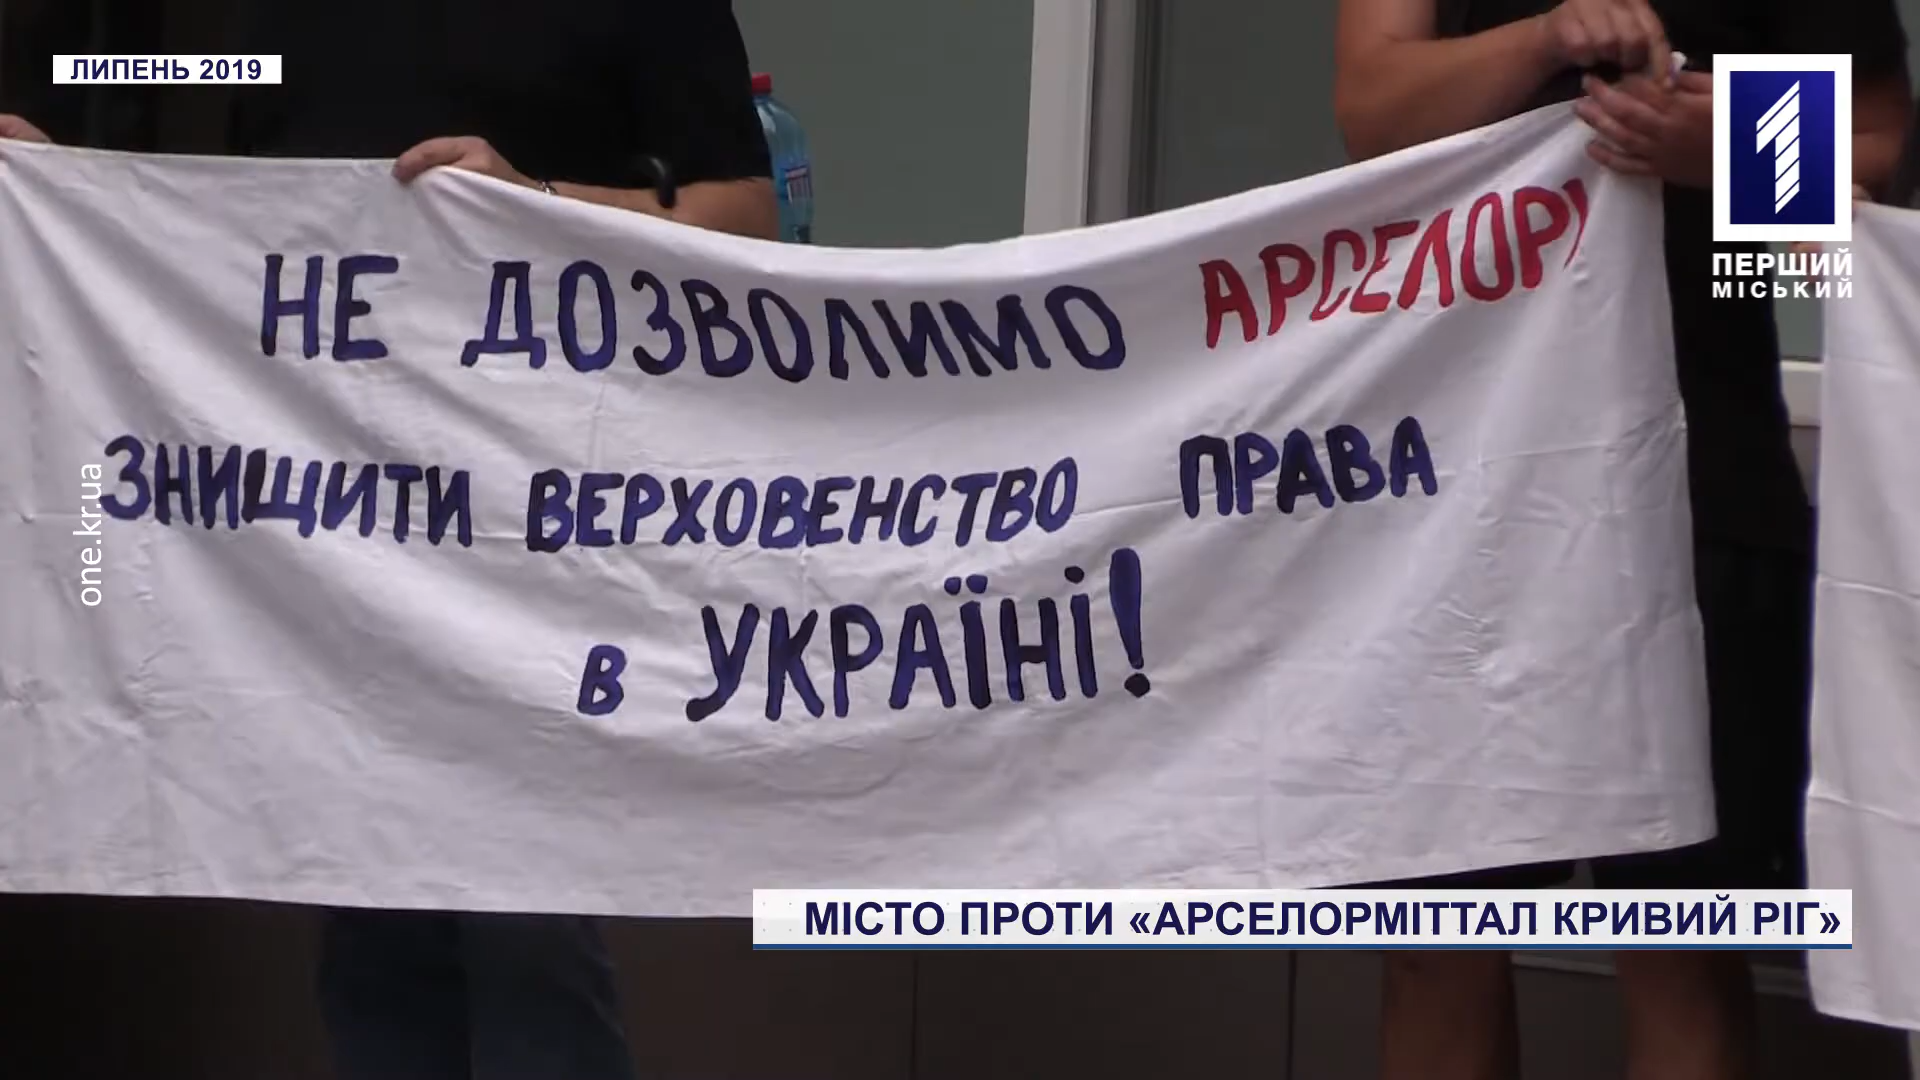 ЛИПЕНЬ 2019
ПЕРШИЙ
МІСЬКИЙ
НЕ ДОЗВОЛИМО АРСЕЛОРУ
ЗНИЩИТИ ВЕРХОВЕНСТВО ПРАВА
В УКРАЇНІ!
one.kr.ua
МІСТО ПРОТИ «АРСЕЛОРМІТТАЛ КРИВИЙ РІГ»